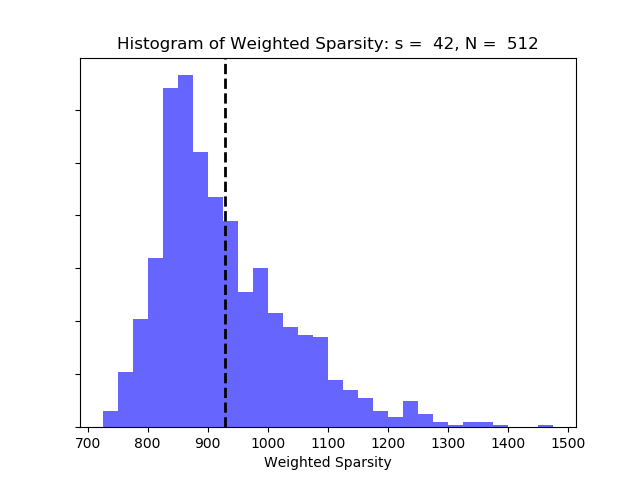 Histogram of Weighted Sparsity: s =  42, N =  512
700 800 900 1000 1100 1200 1300 1400 1500
Weighted Sparsity